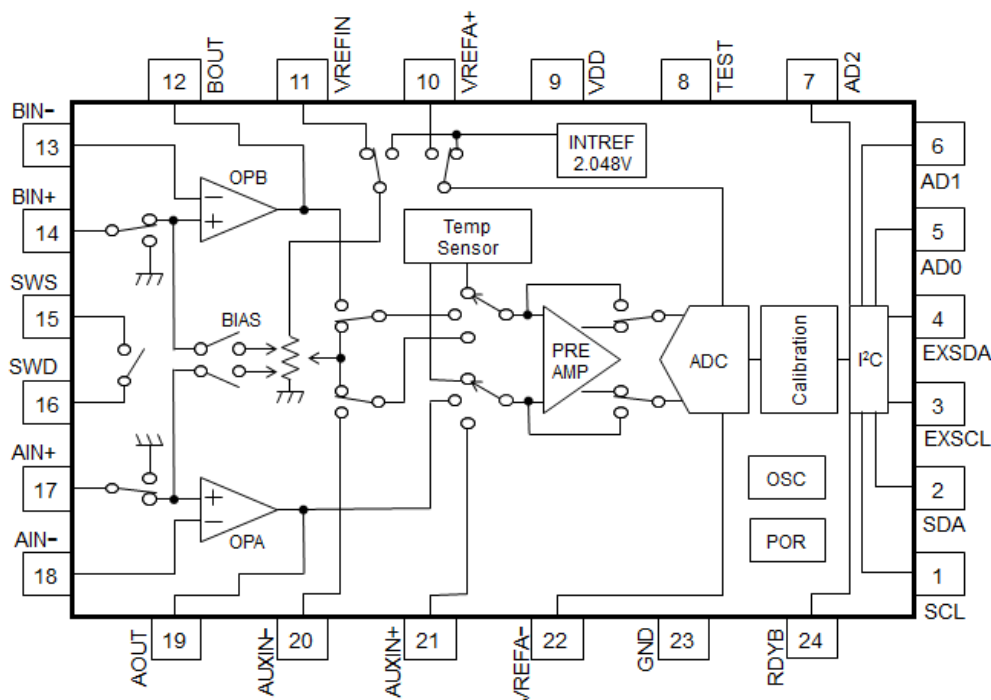 BOUT
VREFIN
VREFA+
VDD
TEST
AD2
12
11
10
9
8
7
BIN−
13
BIN+
14
SWS
15
SWD
16
AIN+
17
AIN−
18
OPB
+
−
INTREF
2.048V
Temp
Sensor
BIAS
PRE
AMP
ADC
Calibration
I²C
OSC
POR
+
−
OPA
6
AD1
5
AD0
4
EXSDA
3
EXSCL
2
SDA
1
SCL
19
20
21
22
23
24
AOUT
AUXIN−
AUXIN+
VREFA−
GND
RDYB